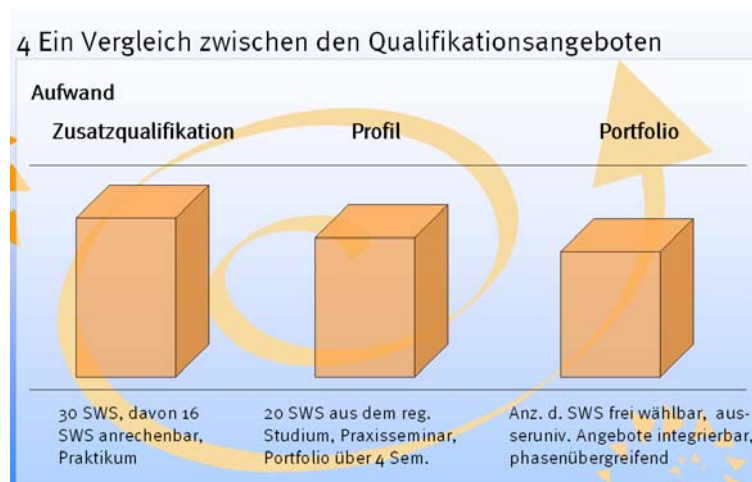 4 Ein Vergleich zwischen den Qualifikationsangeboten
Aufwand
Zusatzqualifikation
Profil
Portfolio
30 SWS, davon 16
SWS anrechenbar,
Praktikum
20 SWS aus dem reg.
Studium, Praxisseminar,
Portfolio über 4 Sem.
Anz. d. SWS frei wählbar, aus-
seruniv. Angebote integrierbar,
phasenübergreifend